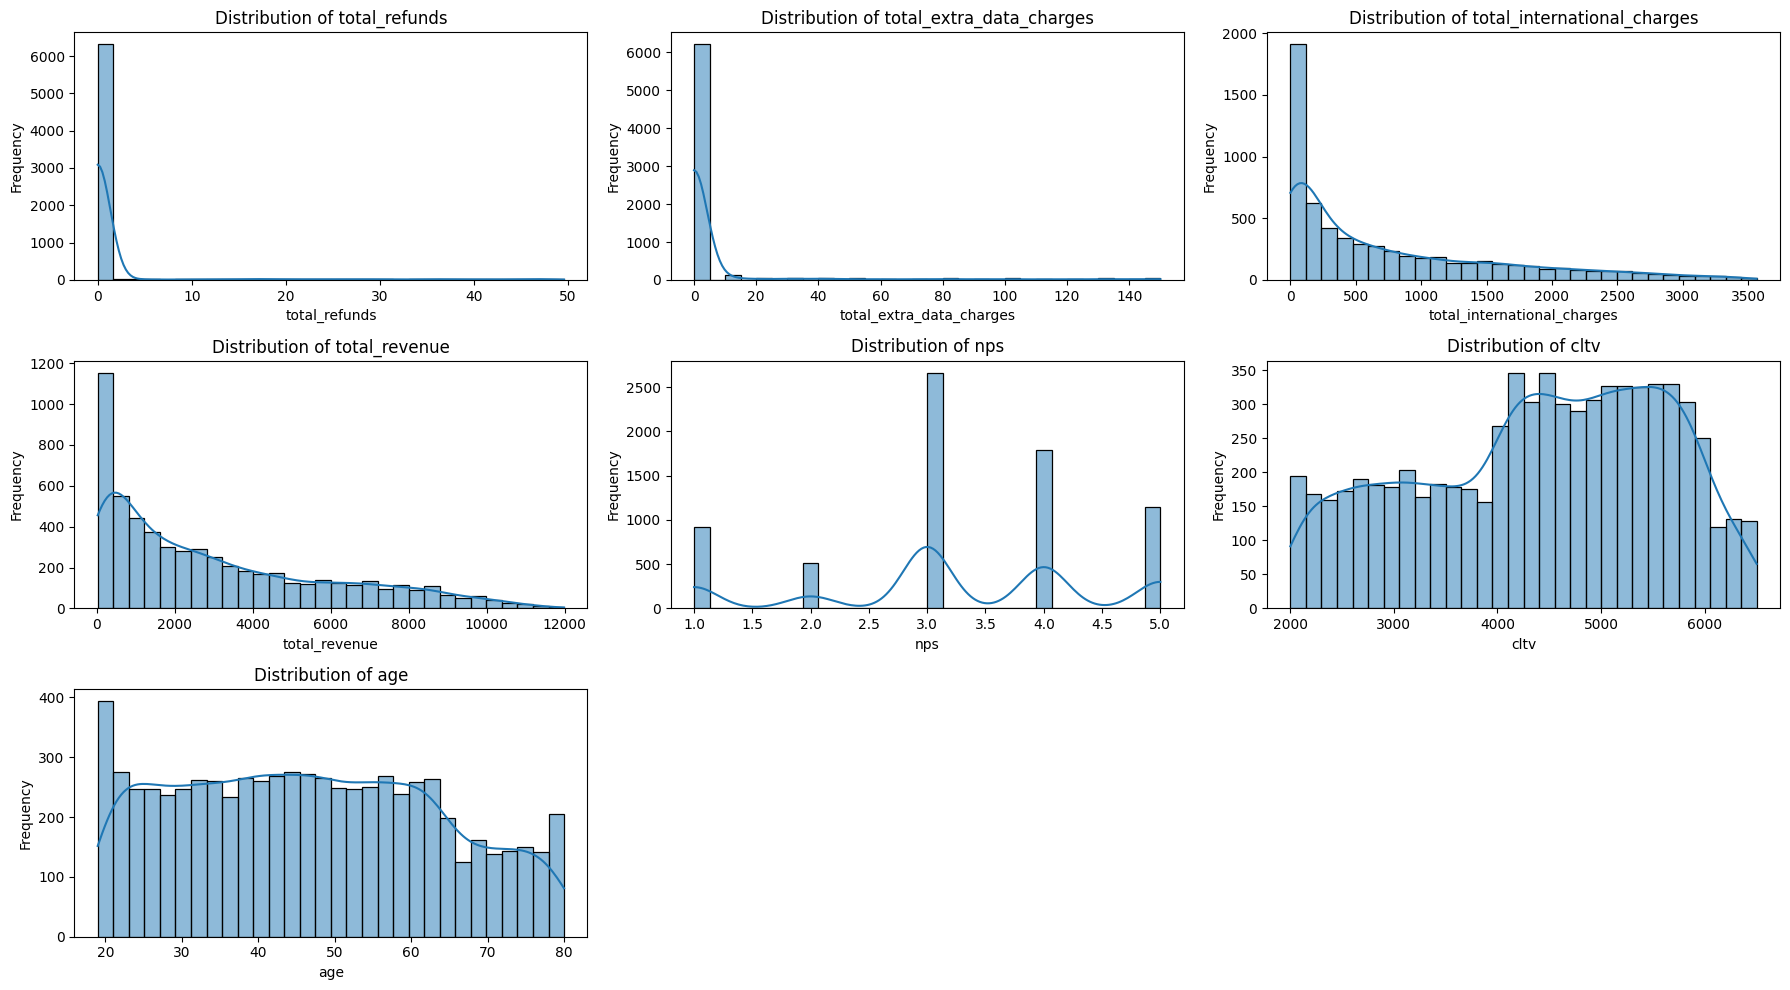 Distribution of total_refunds
Frequency
6000
5000
4000
3000
2000
1000
0
0 10 20 30 40 50
total_refunds
Distribution of total_extra_data_charges
Frequency
6000
5000
4000
3000
2000
1000
0
0 20 40 60 80 100 120 140
total_extra_data_charges
Distribution of total_international_charges
Frequency
2000
1500
1000
500
0
0 500 1000 1500 2000 2500 3000 3500
total_international_charges
Distribution of total_revenue
Frequency
1200
1000
800
600
400
200
0
0 2000 4000 6000 8000 10000 12000
total_revenue
Distribution of nps
Frequency
2500
2000
1500
1000
500
0
1.0 1.5 2.0 2.5 3.0 3.5 4.0 4.5 5.0
nps
Distribution of cltv
Frequency
350
300
250
200
150
100
50
0
2000 3000 4000 5000 6000
cltv
Distribution of age
Frequency
400
300
200
100
0
20 30 40 50 60 70 80
age